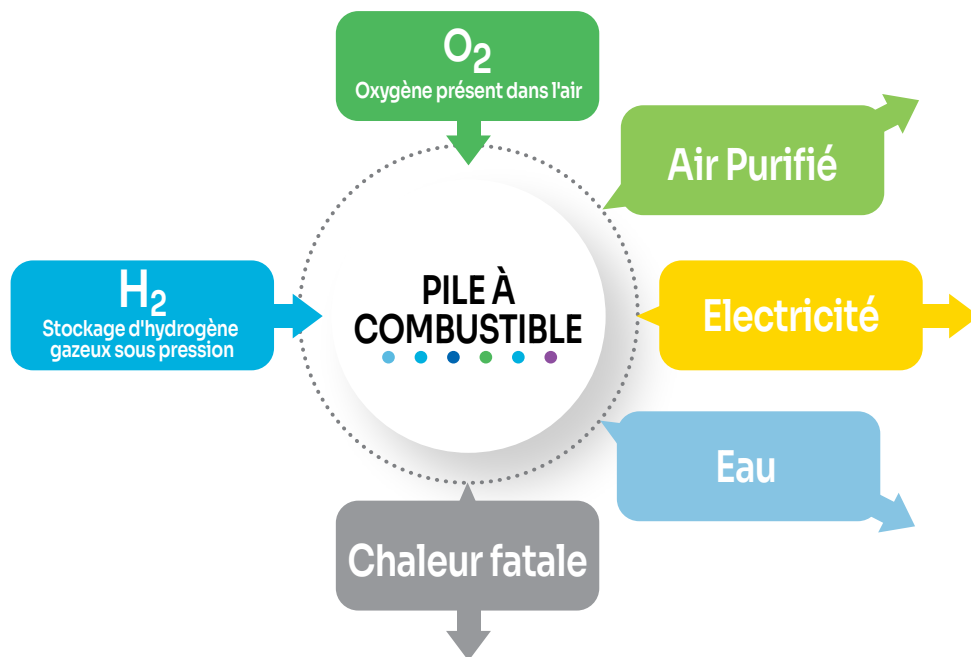 O₂
Oxygène présent dans l'air
Air Purifié
H₂
Stockage d'hydrogène
gazeux sous pression
PILE À
COMBUSTIBLE
Electricité
Eau
Chaleur fatale